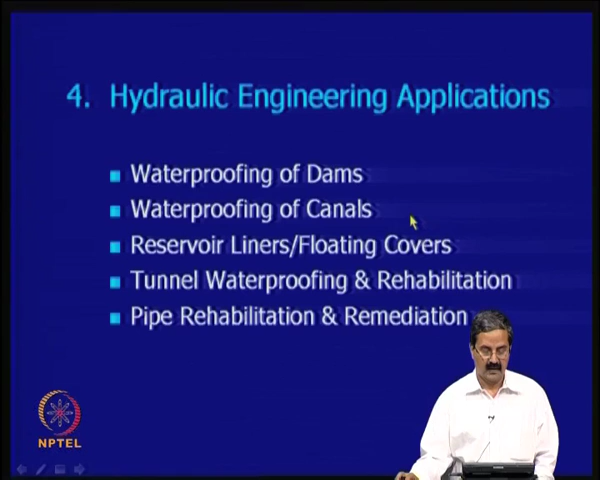 4. Hydraulic Engineering Applications
Waterproofing of Dams
Waterproofing of Canals
Reservoir Liners/Floating Covers
Tunnel Waterproofing & Rehabilitation
Pipe Rehabilitation & Remediation
NPTEL